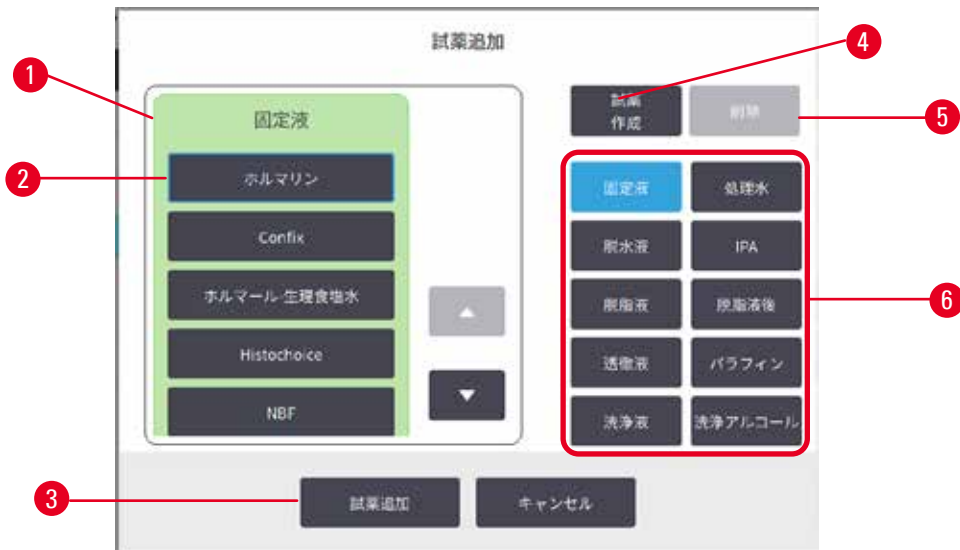 試薬追加
4
1
試薬
作成
削除
5
固定液
2
ホルマリン
固定液
処理水
Confix
脱水液
IPA
ホルマール 生理食塩水
脱脂液
脱脂液後
6
Histochoice
透徹液
パラフィン
NBF
洗浄液
洗浄アルコール
3
試薬追加
キャンセル